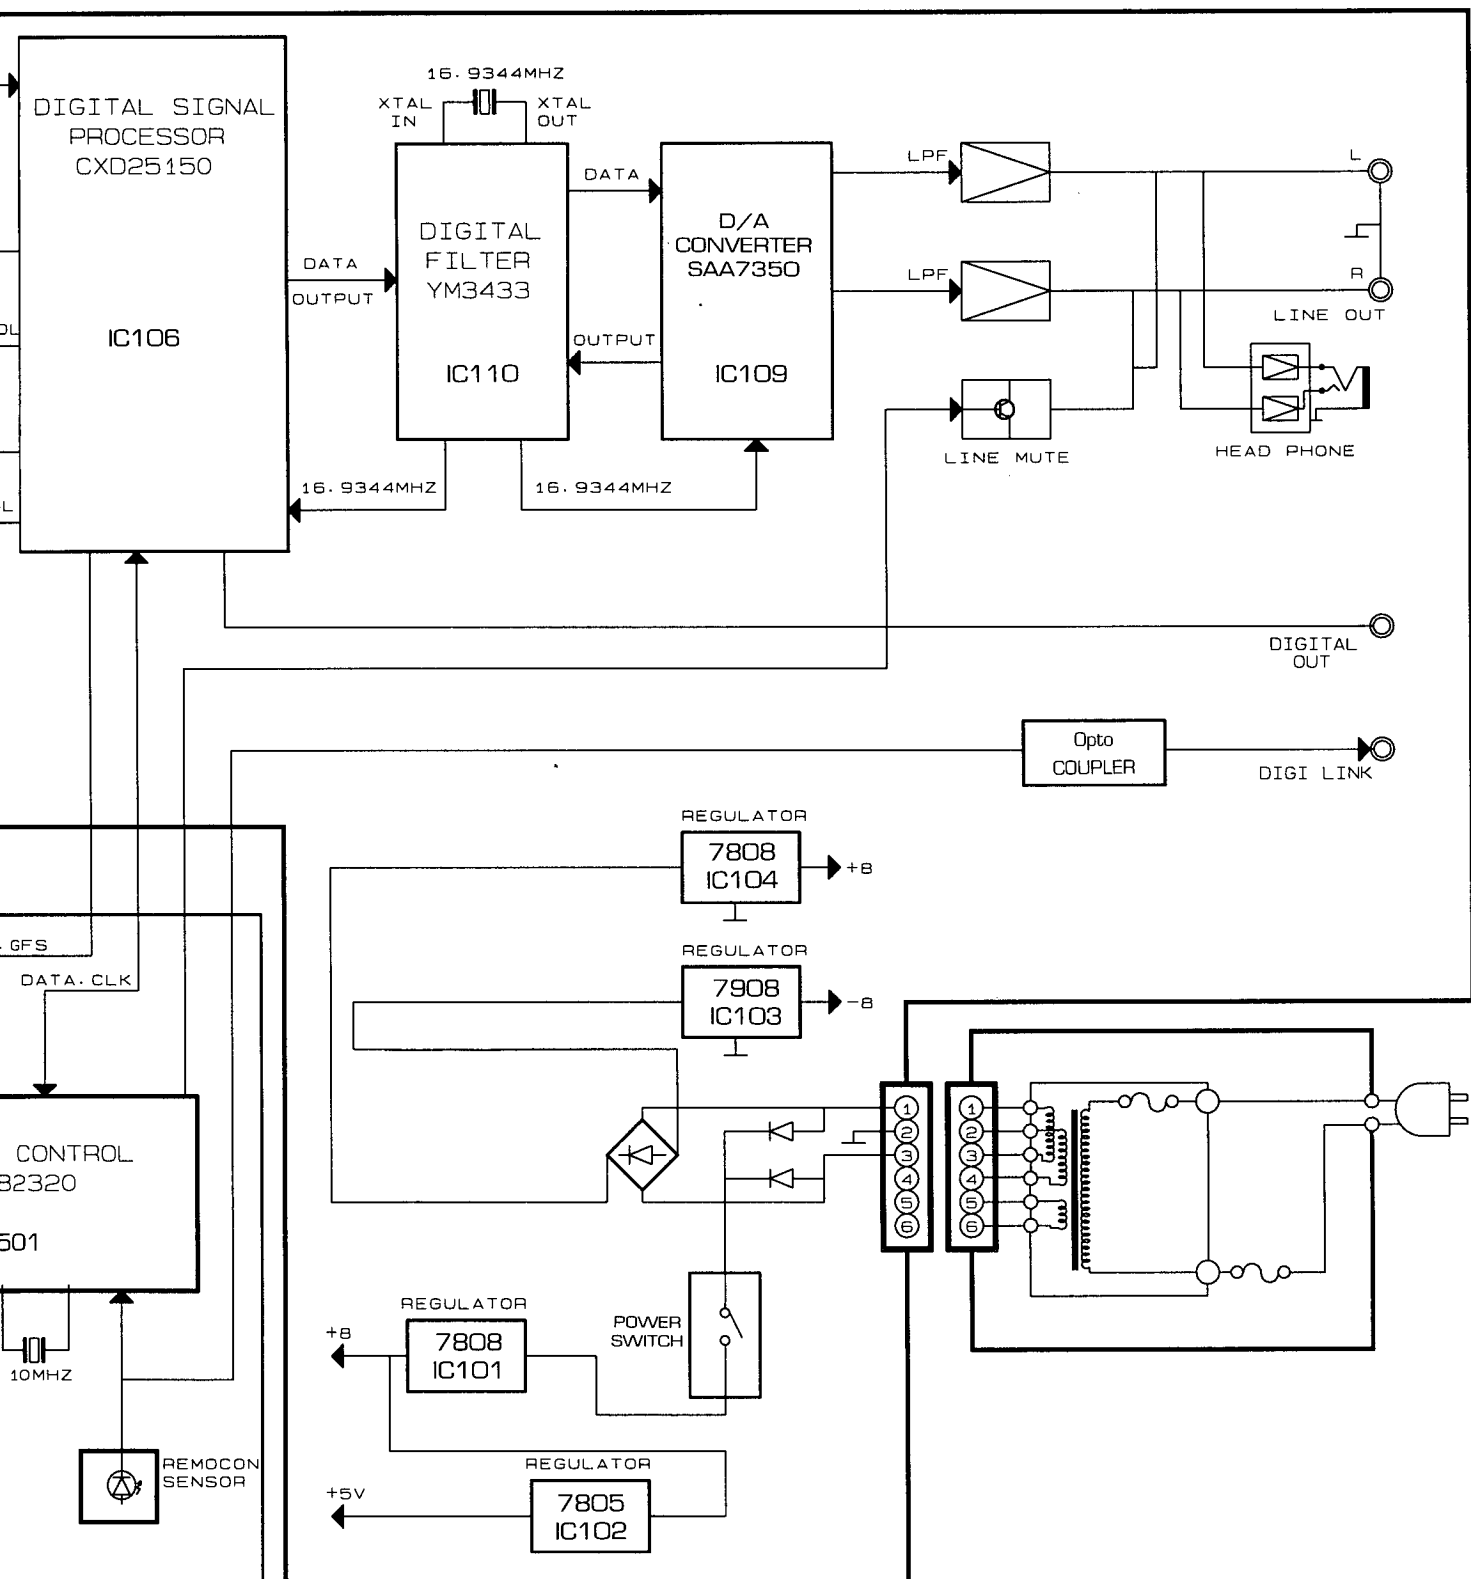 16.9344MHZ
XTAL
IN
XTAL
OUT
DIGITAL SIGNAL
PROCESSOR
CXD25150
IC106
DATA
OUTPUT
DIGITAL
FILTER
YM3433
IC110
DATA
OUTPUT
D/A
CONVERTER
SAA7350
IC109
LPF
LPF
L
R
LINE OUT
HEAD PHONE
LINE MUTE
16.9344MHZ
16.9344MHZ
DIGITAL
OUT
Opto
COUPLER
DIGI LINK
REGULATOR
7808
IC104
+8
REGULATOR
7908
IC103
-8
GFS
DATA.CLK
CONTROL
82320
501
10MHZ
REMOCON
SENSOR
1
2
3
4
5
6
1
2
3
4
5
6
POWER
SWITCH
REGULATOR
7808
IC101
+8
REGULATOR
7805
IC102
+5V